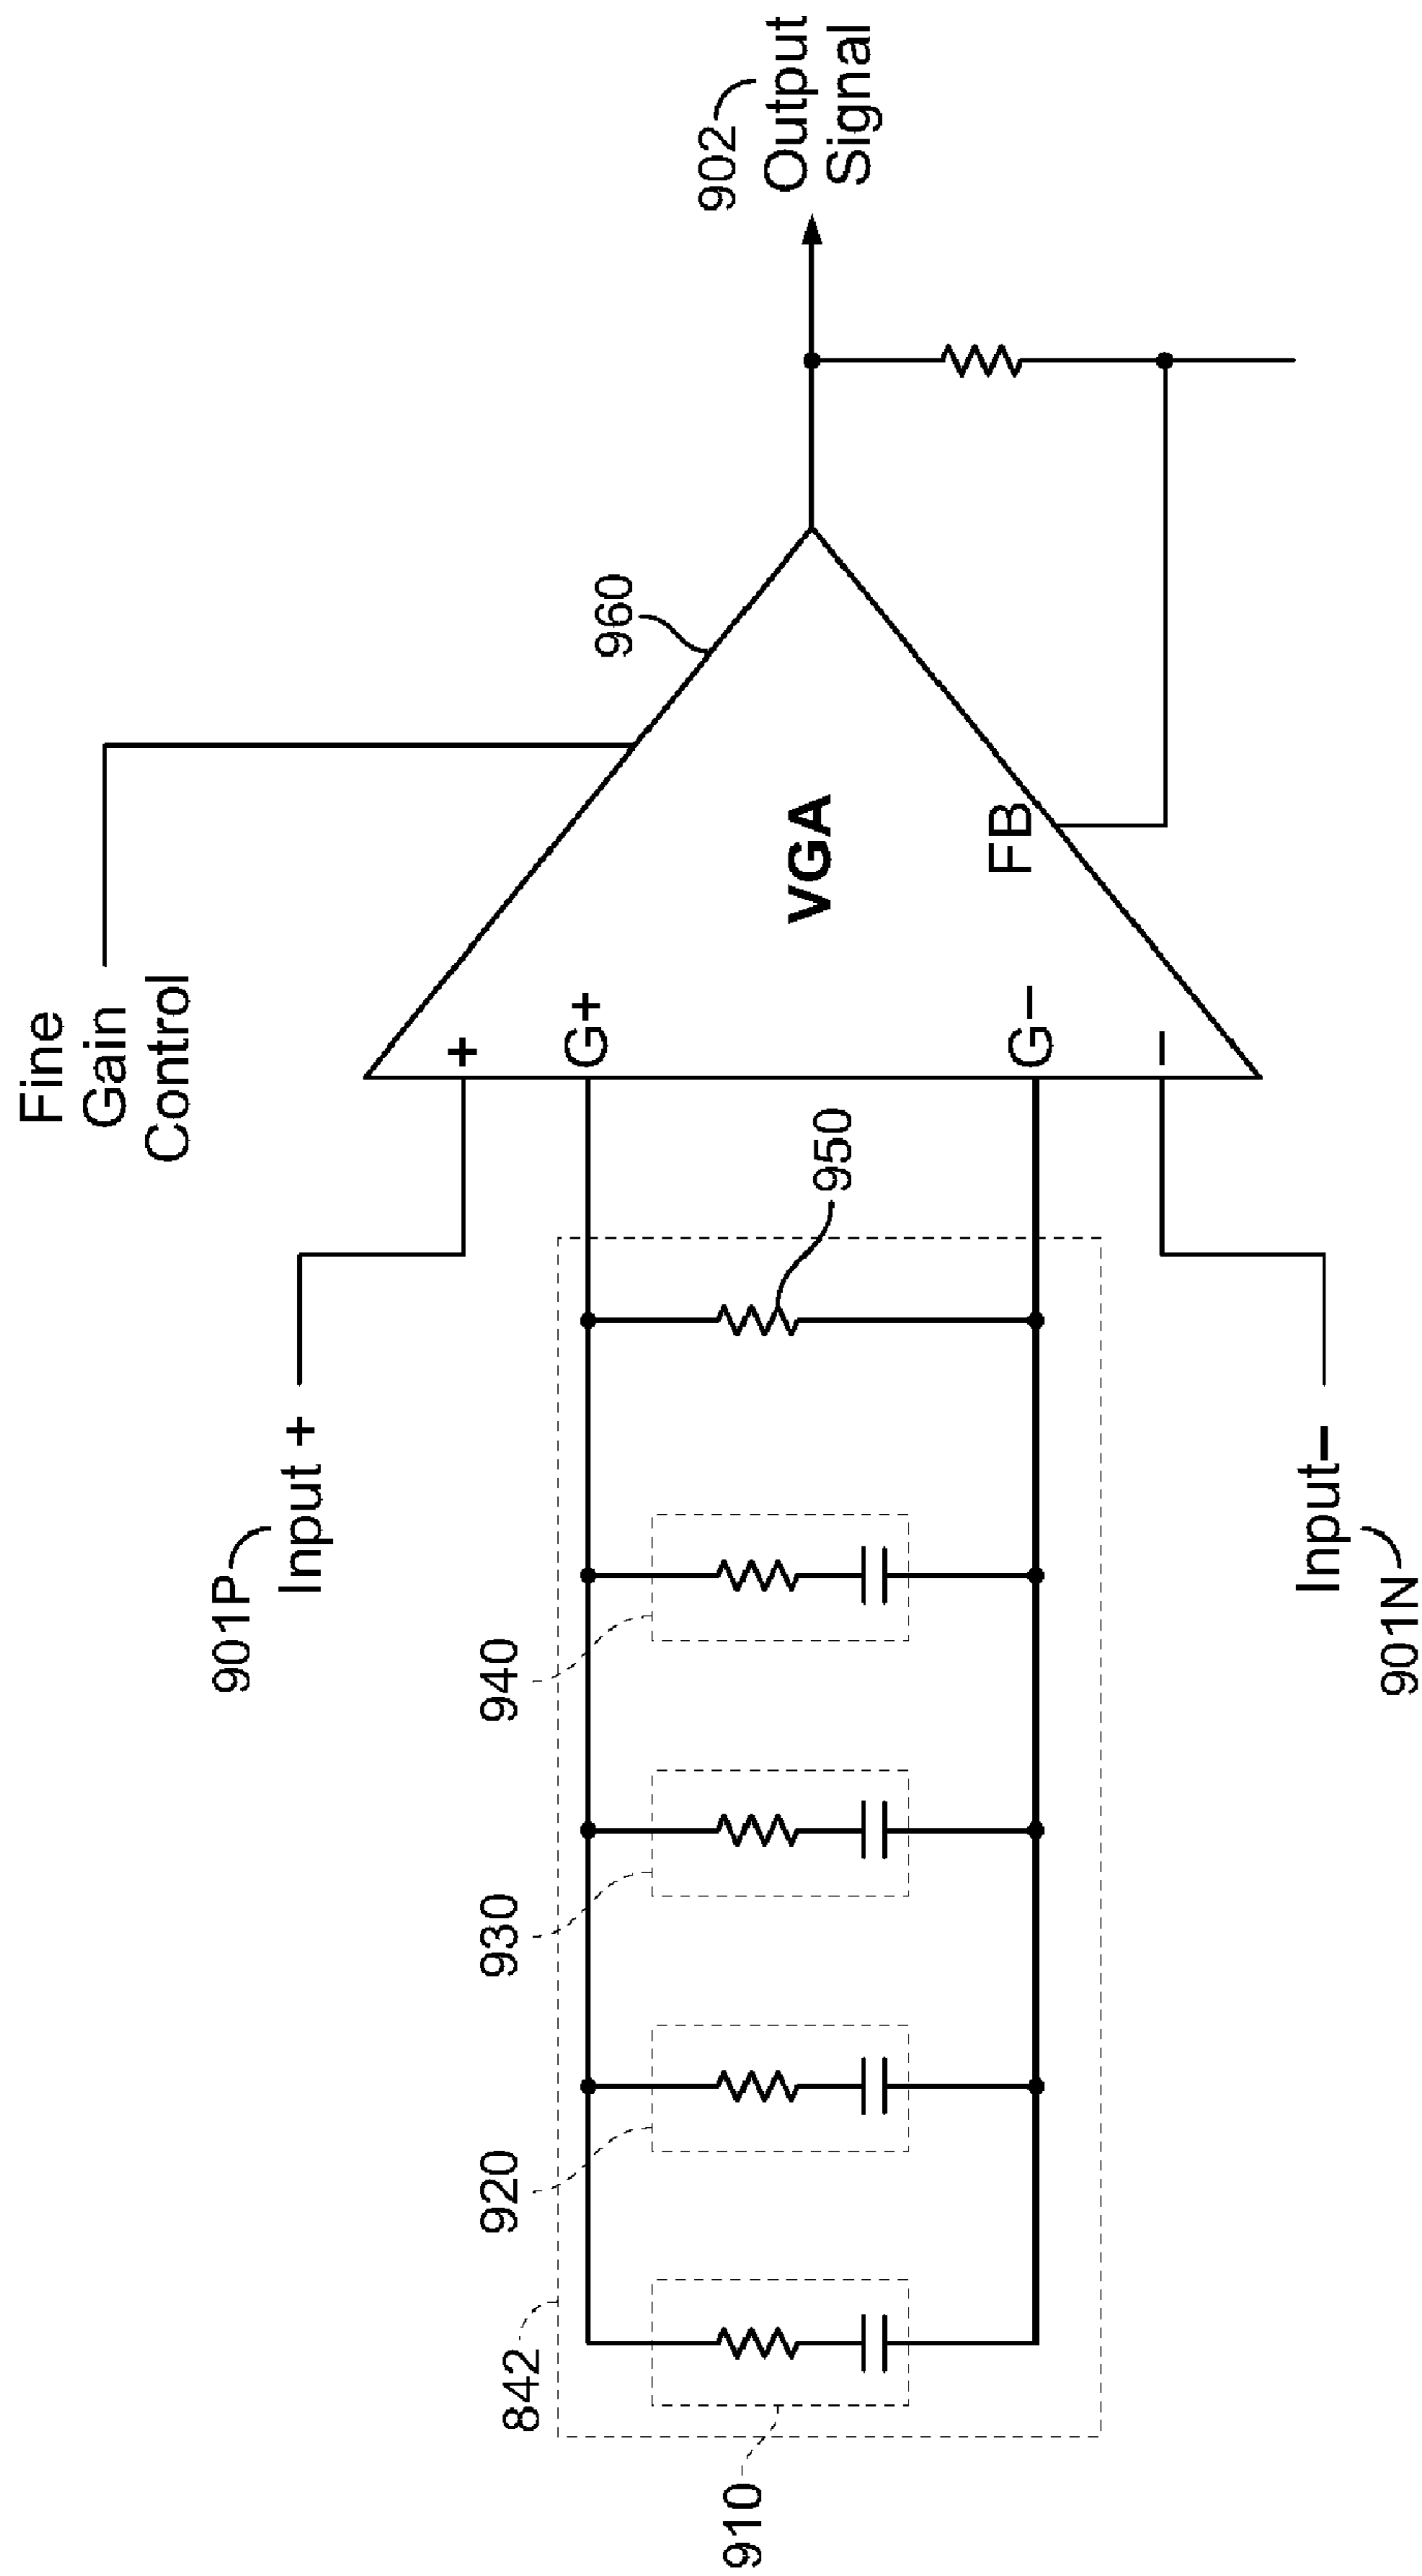 Fine
Gain
Control
901P
Input +
960
902
Output
Signal
+
G+
VGA
FB
G−
−
842
910
920
930
940
950
Input−
901N